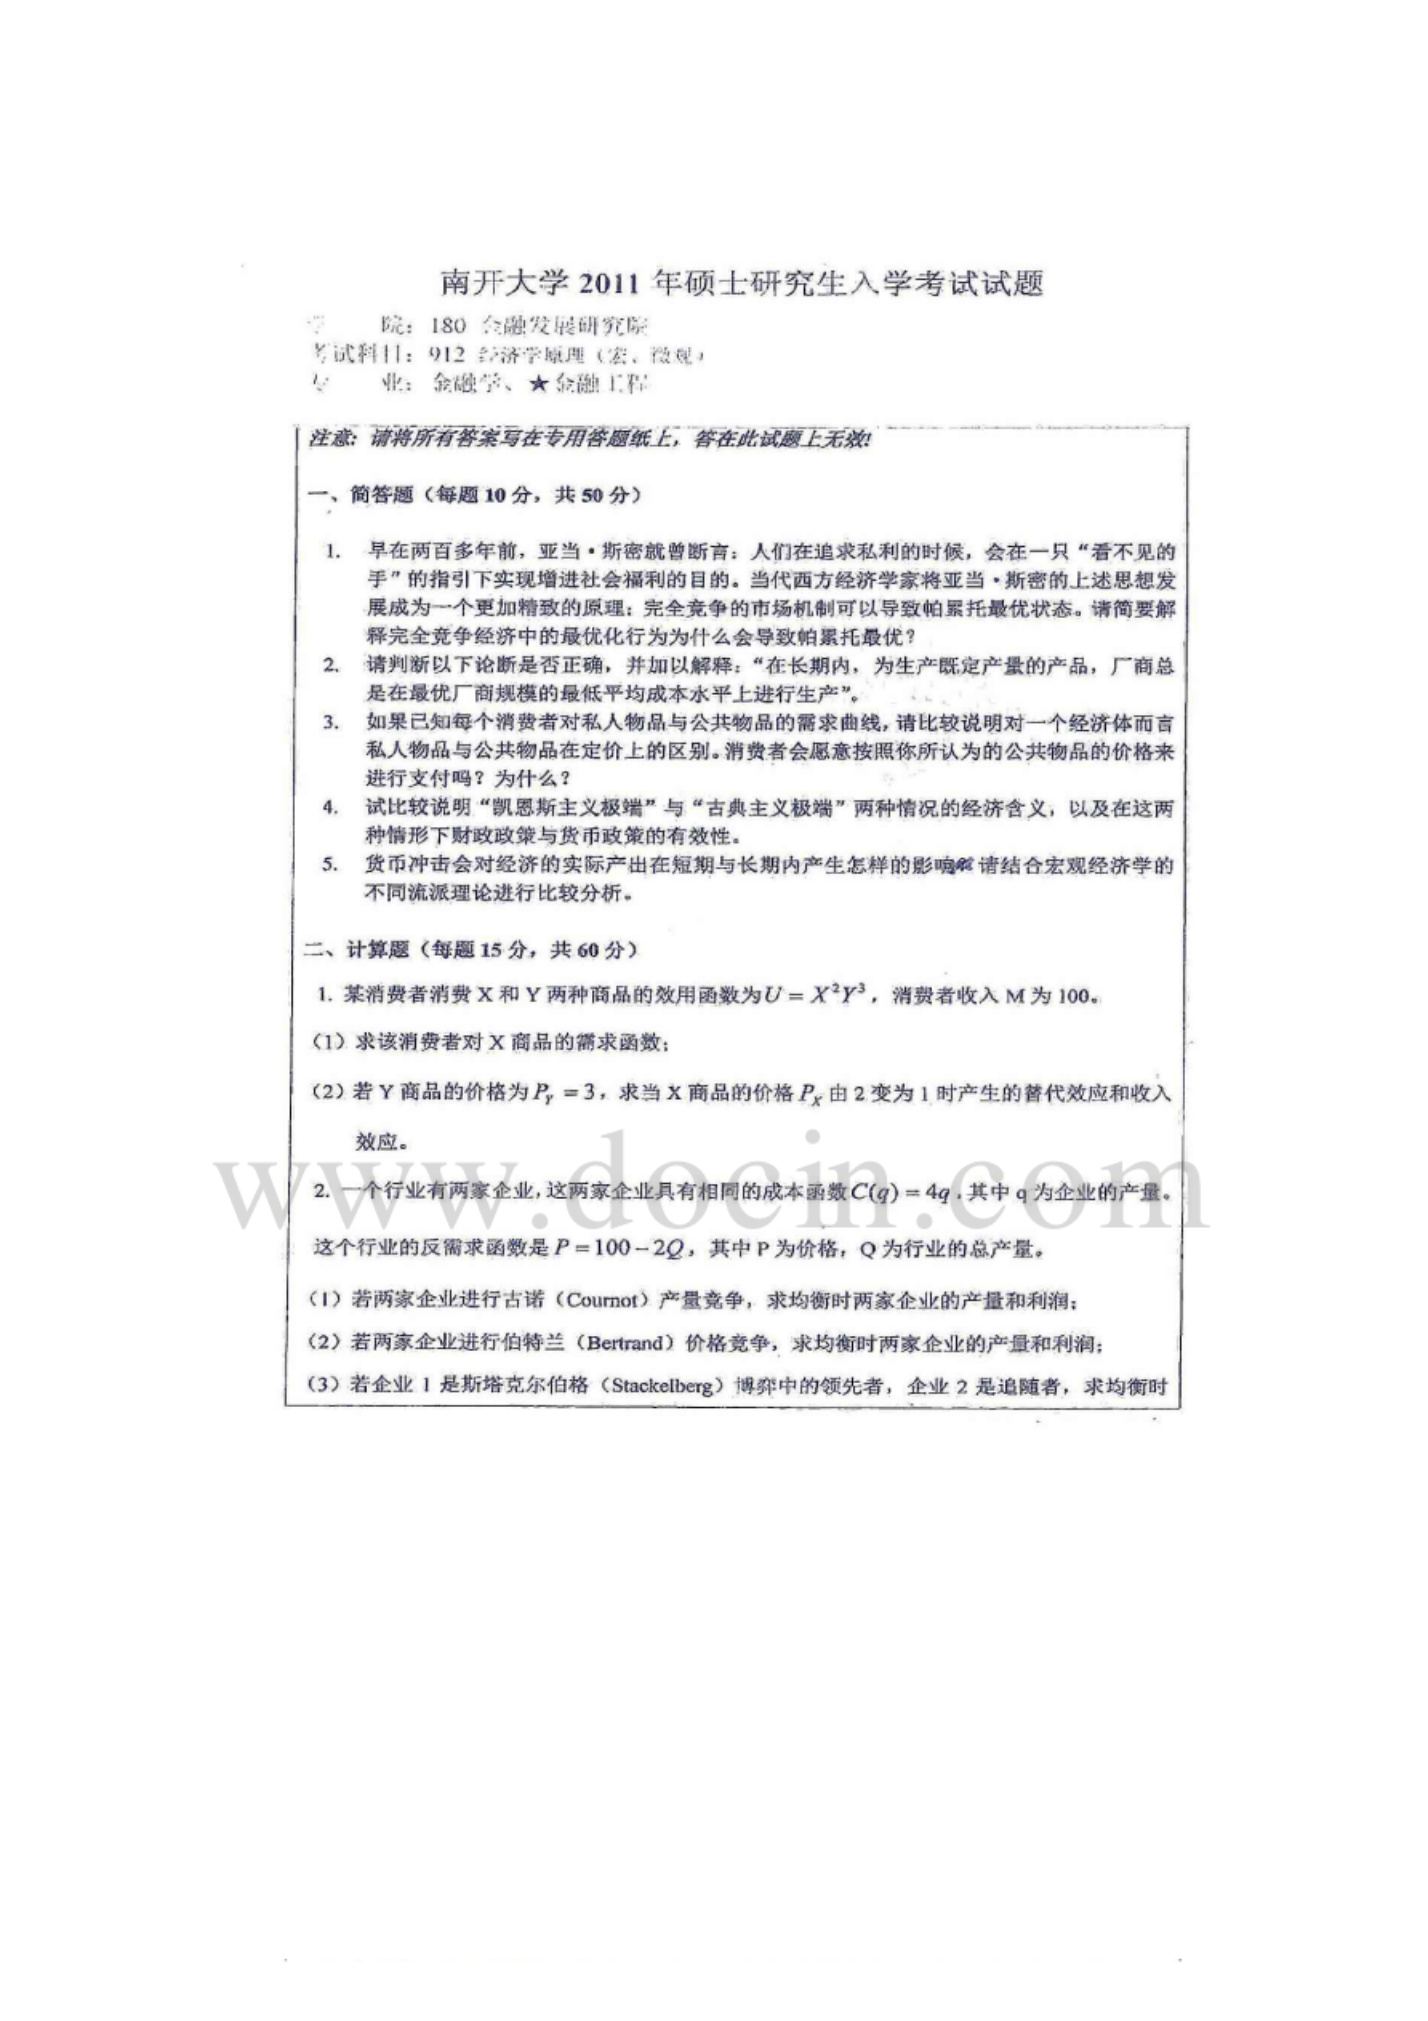 南开大学 2011 年硕士研究生入学考试试题
学 院：180 金融发展研究院
考试科目：912 经济学原理（宏、微观）
专 业：金融学、★金融工程
注意：请将所有答案写在专用答题纸上，答在此试题上无效!
一、简答题（每题 10 分，共 50 分）
1. 早在两百多年前，亚当·斯密就曾断言：人们在追求私利的时候，会在一只“看不见的
手”的指引下实现增进社会福利的目的。当代西方经济学家将亚当·斯密的上述思想发
展成为一个更加精致的原理：完全竞争的市场机制可以导致帕累托最优状态。请简要解
释完全竞争经济中的最优化行为为什么会导致帕累托最优？
2. 请判断以下论断是否正确，并加以解释：“在长期内，为生产既定产量的产品，厂商总
是在最优厂商规模的最低平均成本水平上进行生产”。
3. 如果已知每个消费者对私人物品与公共物品的需求曲线，请比较说明对一个经济体而言
私人物品与公共物品在定价上的区别。消费者会愿意按照你所认为的公共物品的价格来
进行支付吗？为什么？
4. 试比较说明“凯恩斯主义极端”与“古典主义极端”两种情况的经济含义，以及在这两
种情形下财政政策与货币政策的有效性。
5. 货币冲击会对经济的实际产出在短期与长期内产生怎样的影响 请结合宏观经济学的
不同流派理论进行比较分析。
二、计算题（每题 15 分，共 60 分）
1. 某消费者消费 X 和 Y 两种商品的效用函数为 U = X²Y³，消费者收入 M 为 100。
（1）求该消费者对 X 商品的需求函数；
（2）若 Y 商品的价格为 P_Y = 3，求当 X 商品的价格 P_X 由 2 变为 1 时产生的替代效应和收入
效应。
2. 一个行业有两家企业，这两家企业具有相同的成本函数 C(q) = 4q，其中 q 为企业的产量。
这个行业的反需求函数是 P = 100 − 2Q，其中 P 为价格，Q 为行业的总产量。
（1）若两家企业进行古诺（Cournot）产量竞争，求均衡时两家企业的产量和利润；
（2）若两家企业进行伯特兰（Bertrand）价格竞争，求均衡时两家企业的产量和利润；
（3）若企业 1 是斯塔克尔伯格（Stackelberg）博弈中的领先者，企业 2 是追随者，求均衡时
www.docin.com